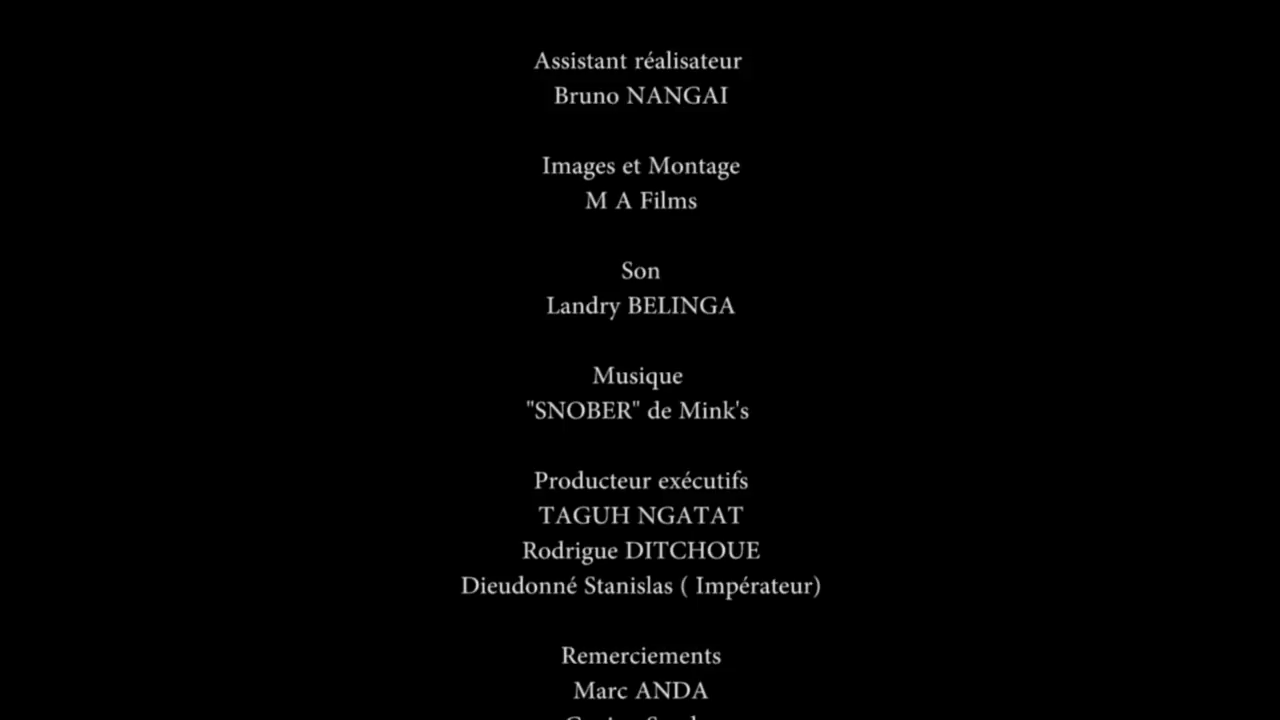 Assistant réalisateur
Bruno NANGAI
Images et Montage
M A Films
Son
Landry BELINGA
Musique
"SNOBER" de Mink's
Producteur exécutifs
TAGUH NGATAT
Rodrigue DITCHOUE
Dieudonné Stanislas ( Impérateur)
Remerciements
Marc ANDA